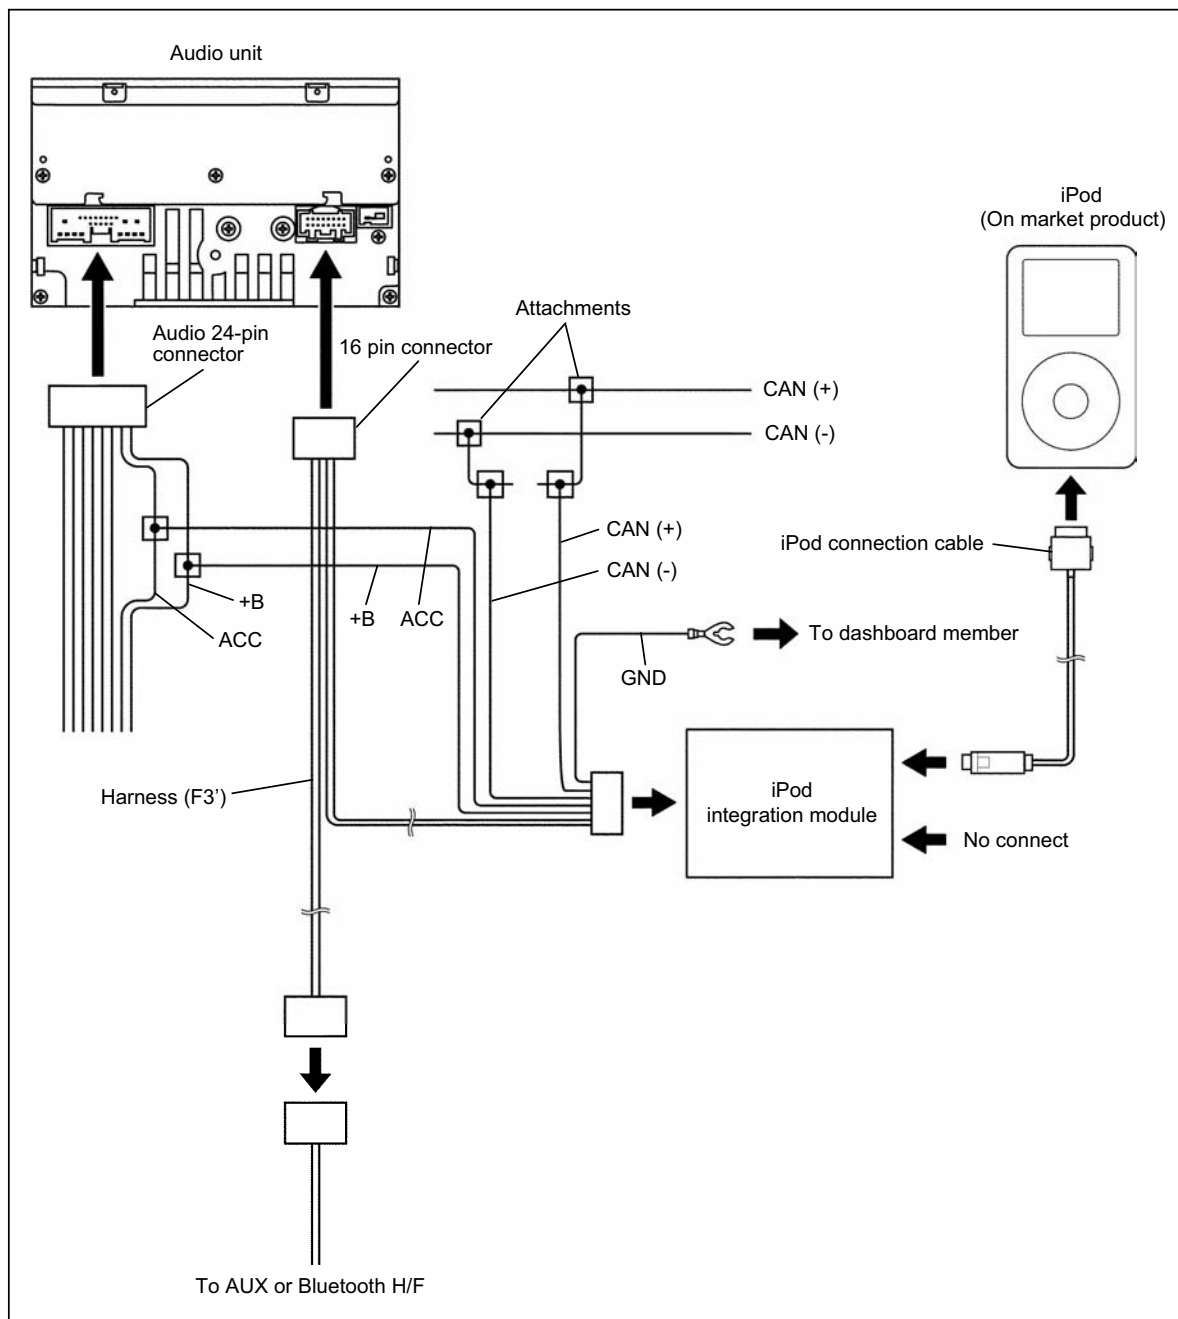 Audio unit
iPod
(On market product)
Attachments
Audio 24-pin
connector
16 pin connector
CAN (+)
CAN (-)
CAN (+)
iPod connection cable
CAN (-)
+B
+B
ACC
ACC
To dashboard member
GND
Harness (F3’)
iPod
integration module
No connect
To AUX or Bluetooth H/F